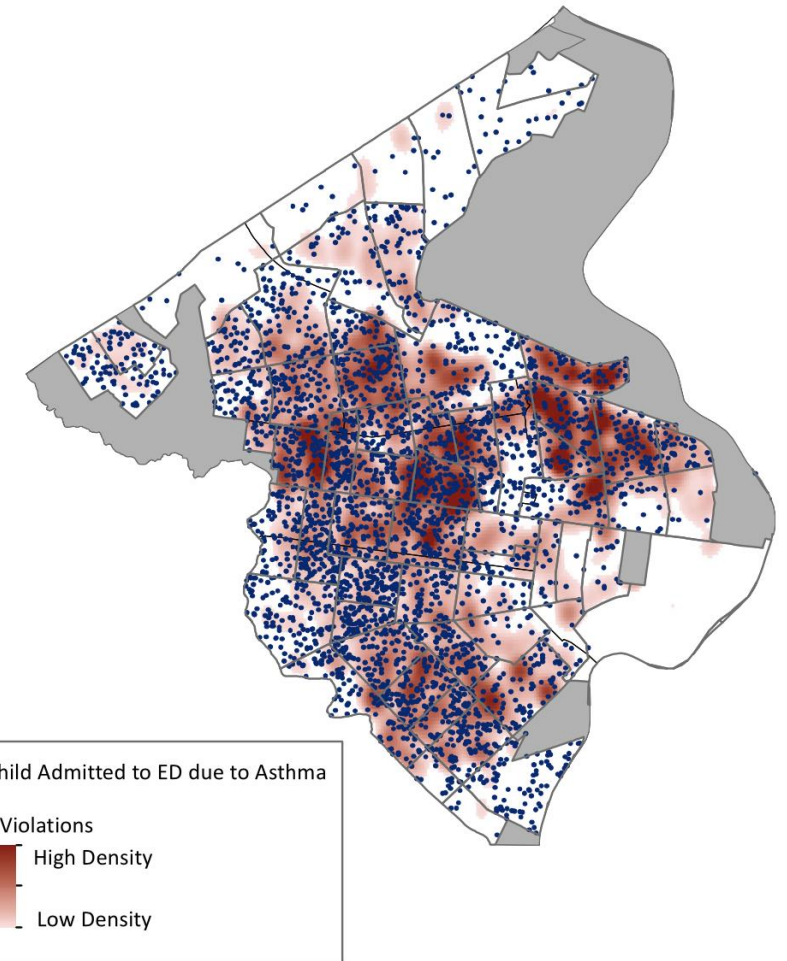 hild Admitted to ED due to Asthma
Violations
High Density
Low Density